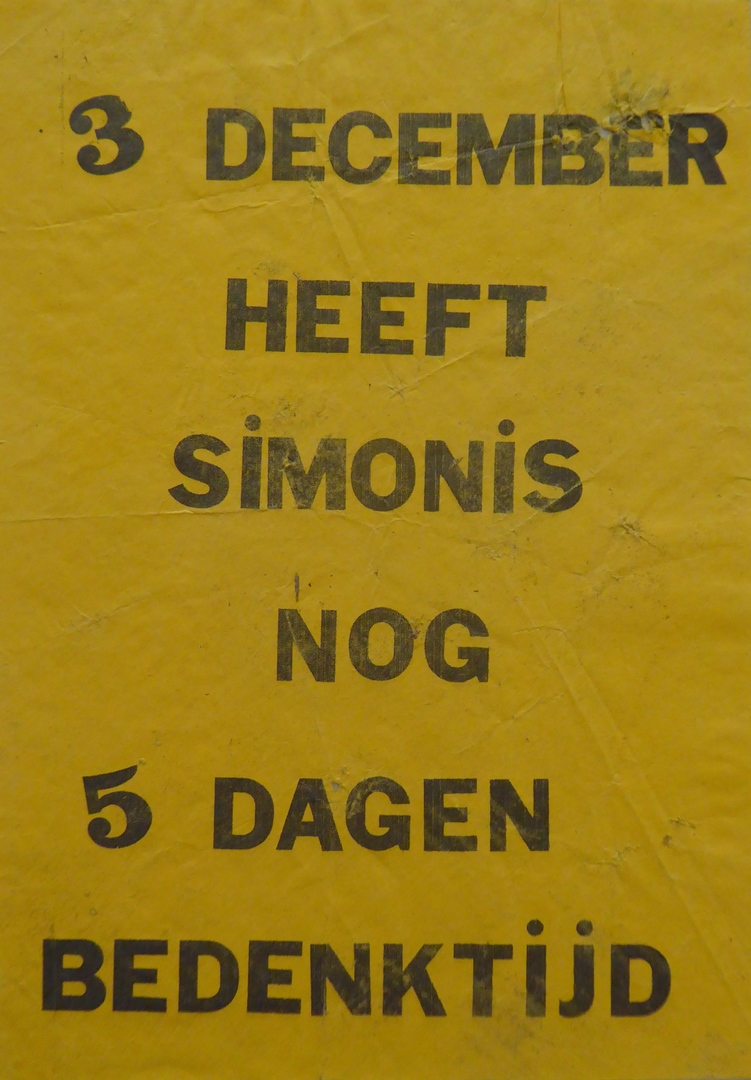 3 DECEMBER
HEEFT
SiMONiS
NOG
5 DAGEN
BEDENKTijD